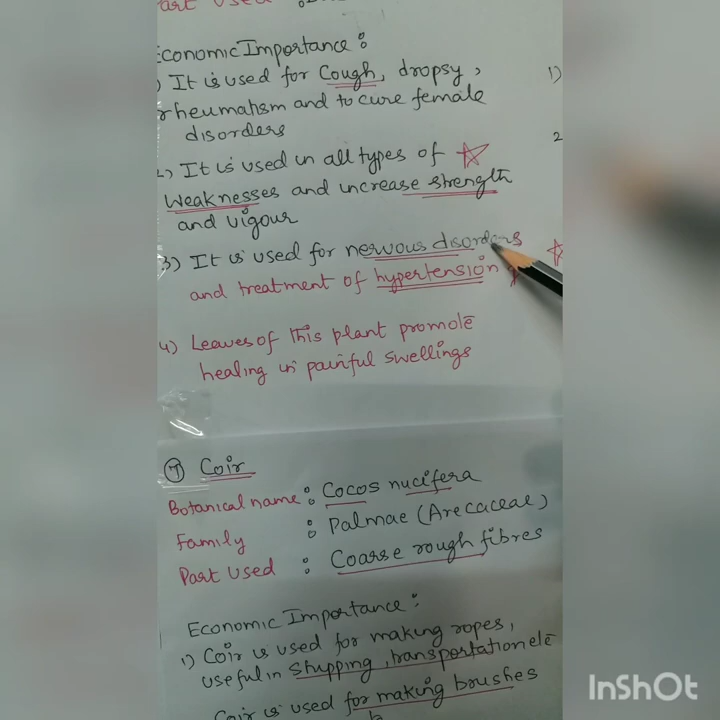 Part Used
Economic Importance:
) It is used for Cough, dropsy,
rheumatism and to cure female
disorders
2) It is used in all types of
Weaknesses and increase strength
and vigour
3) It is used for nervous disorders
and treatment of hypertension
4) Leaves of this plant promote
healing in painful swellings
1)
2
7 Coir
Botanical name : Cocos nucifera
Family : Palmae (Arecaceae)
Part Used : Coarse rough fibres
Economic Importance:
1) Coir is used for making ropes,
useful in Shipping, transportation etc
Coir is used for making brushes
InShOt